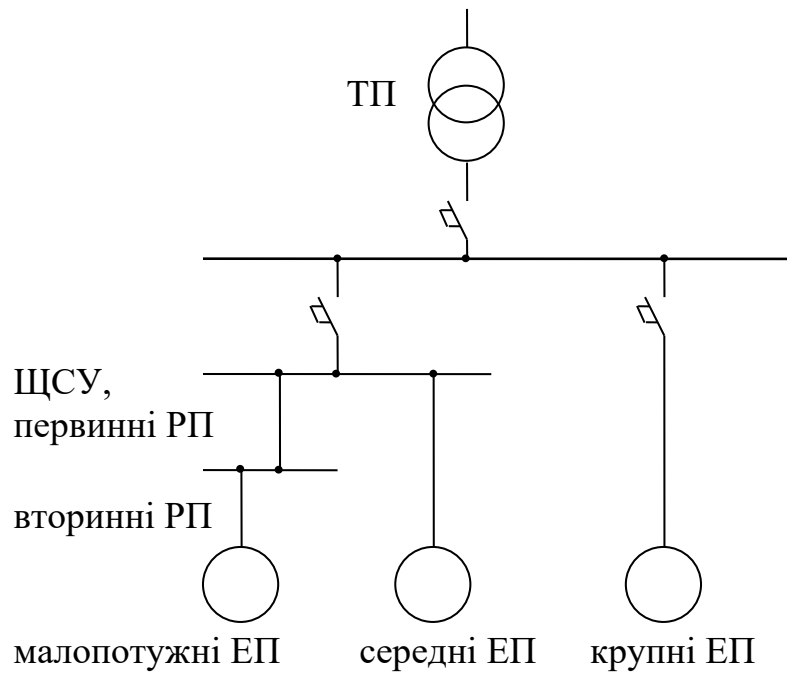 ТП
ЩСУ,
первинні РП
вторинні РП
малопотужні ЕП
середні ЕП
крупні ЕП